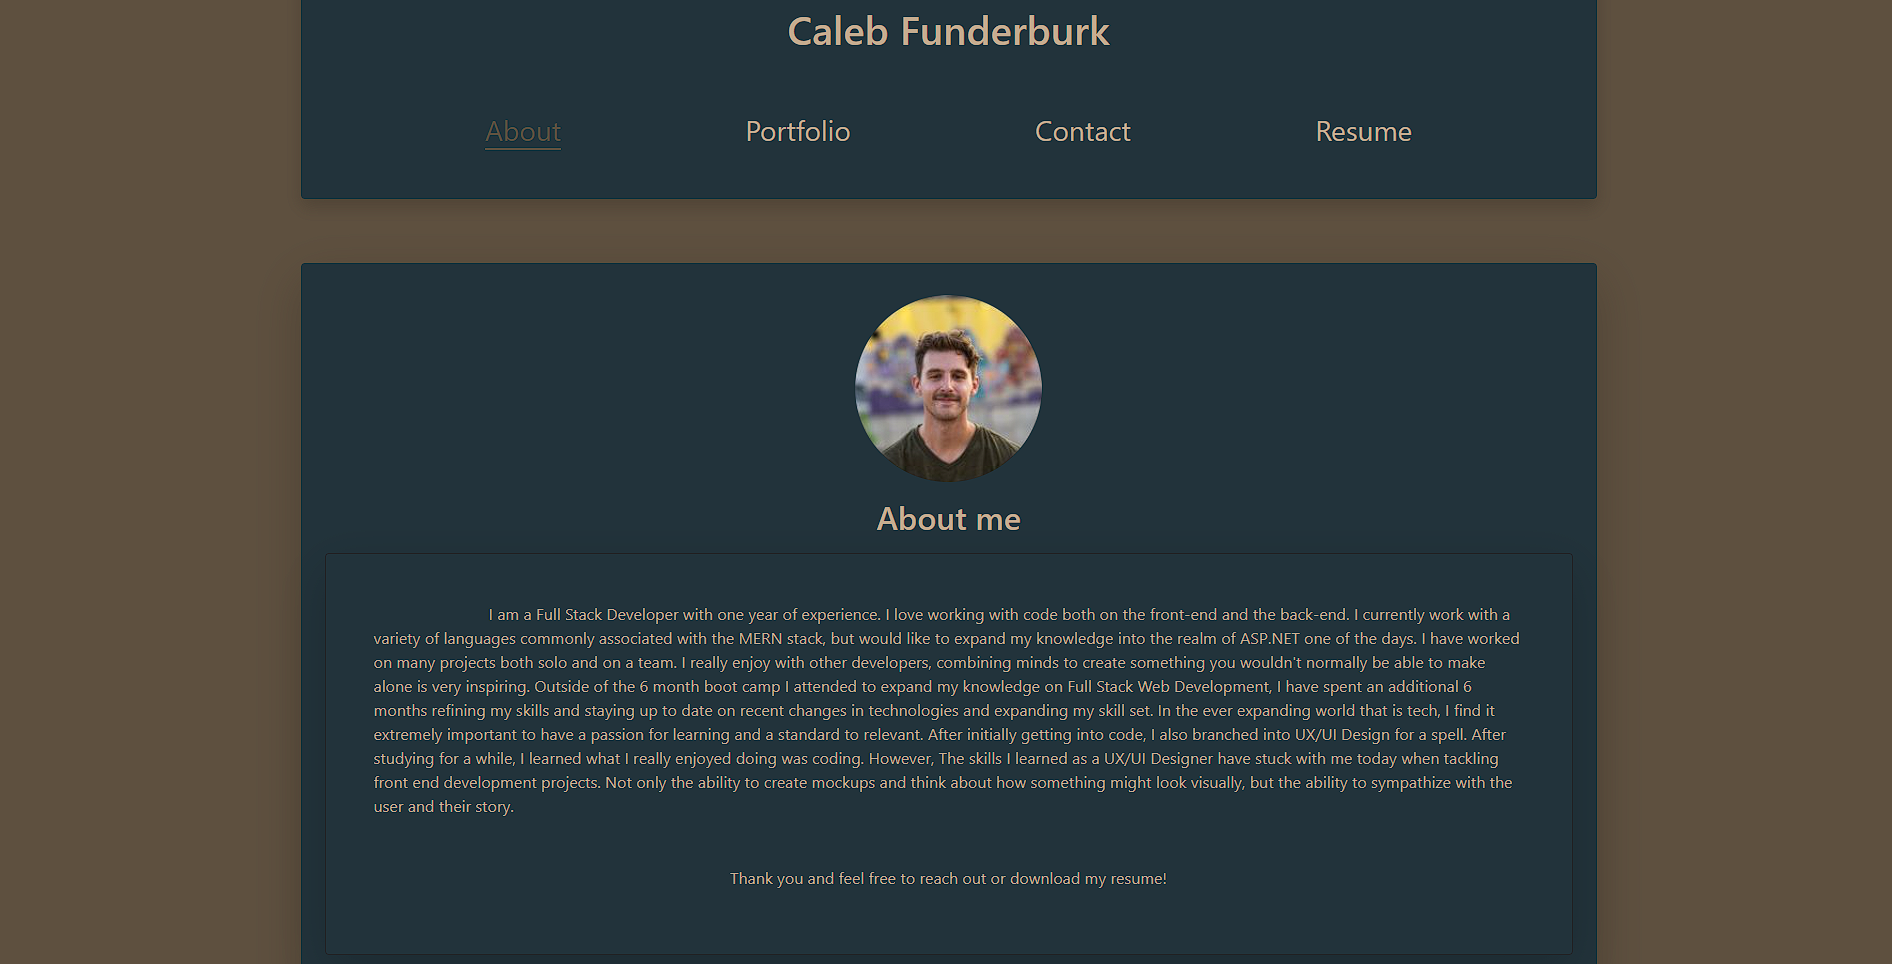 Caleb Funderburk
About Portfolio Contact Resume
About me
I am a Full Stack Developer with one year of experience. I love working with code both on the front-end and the back-end. I currently work with a
variety of languages commonly associated with the MERN stack, but would like to expand my knowledge into the realm of ASP.NET one of the days. I have worked
on many projects both solo and on a team. I really enjoy with other developers, combining minds to create something you wouldn't normally be able to make
alone is very inspiring. Outside of the 6 month boot camp I attended to expand my knowledge on Full Stack Web Development, I have spent an additional 6
months refining my skills and staying up to date on recent changes in technologies and expanding my skill set. In the ever expanding world that is tech, I find it
extremely important to have a passion for learning and a standard to relevant. After initially getting into code, I also branched into UX/UI Design for a spell. After
studying for a while, I learned what I really enjoyed doing was coding. However, The skills I learned as a UX/UI Designer have stuck with me today when tackling
front end development projects. Not only the ability to create mockups and think about how something might look visually, but the ability to sympathize with the
user and their story.
Thank you and feel free to reach out or download my resume!